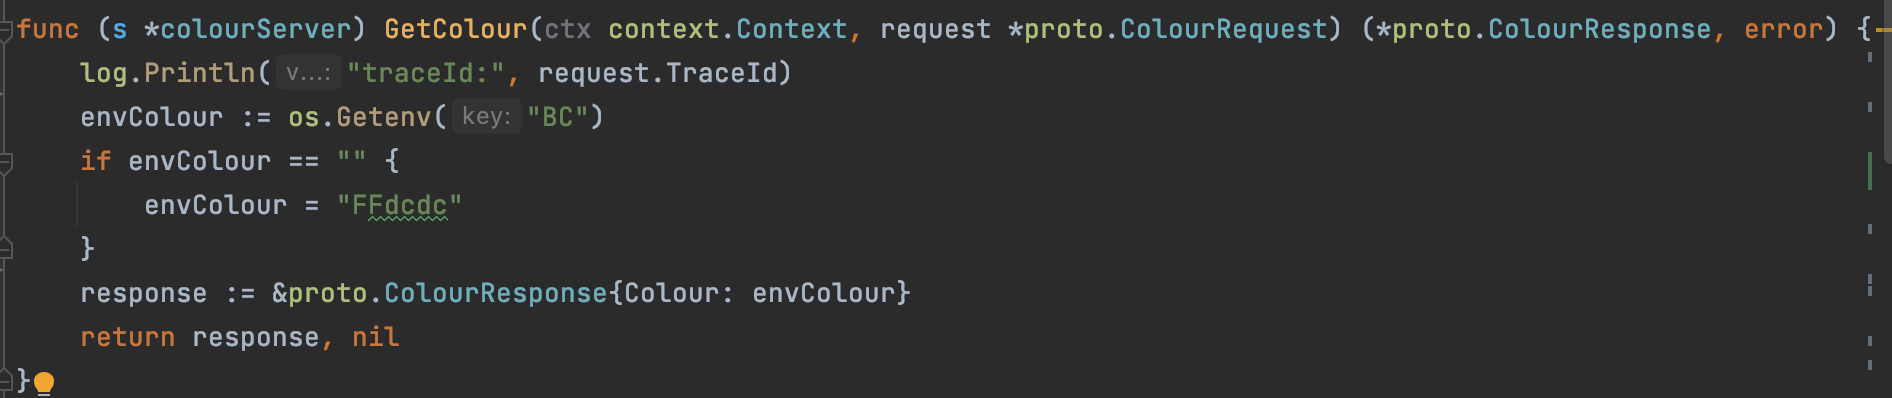 func (s *colourServer) GetColour(ctx context.Context, request *proto.ColourRequest) (*proto.ColourResponse, error) {
    log.Println( v...: "traceId:", request.TraceId)
    envColour := os.Getenv( key: "BC")
    if envColour == "" {
        envColour = "FFdcdc"
    }
    response := &proto.ColourResponse{Colour: envColour}
    return response, nil
}